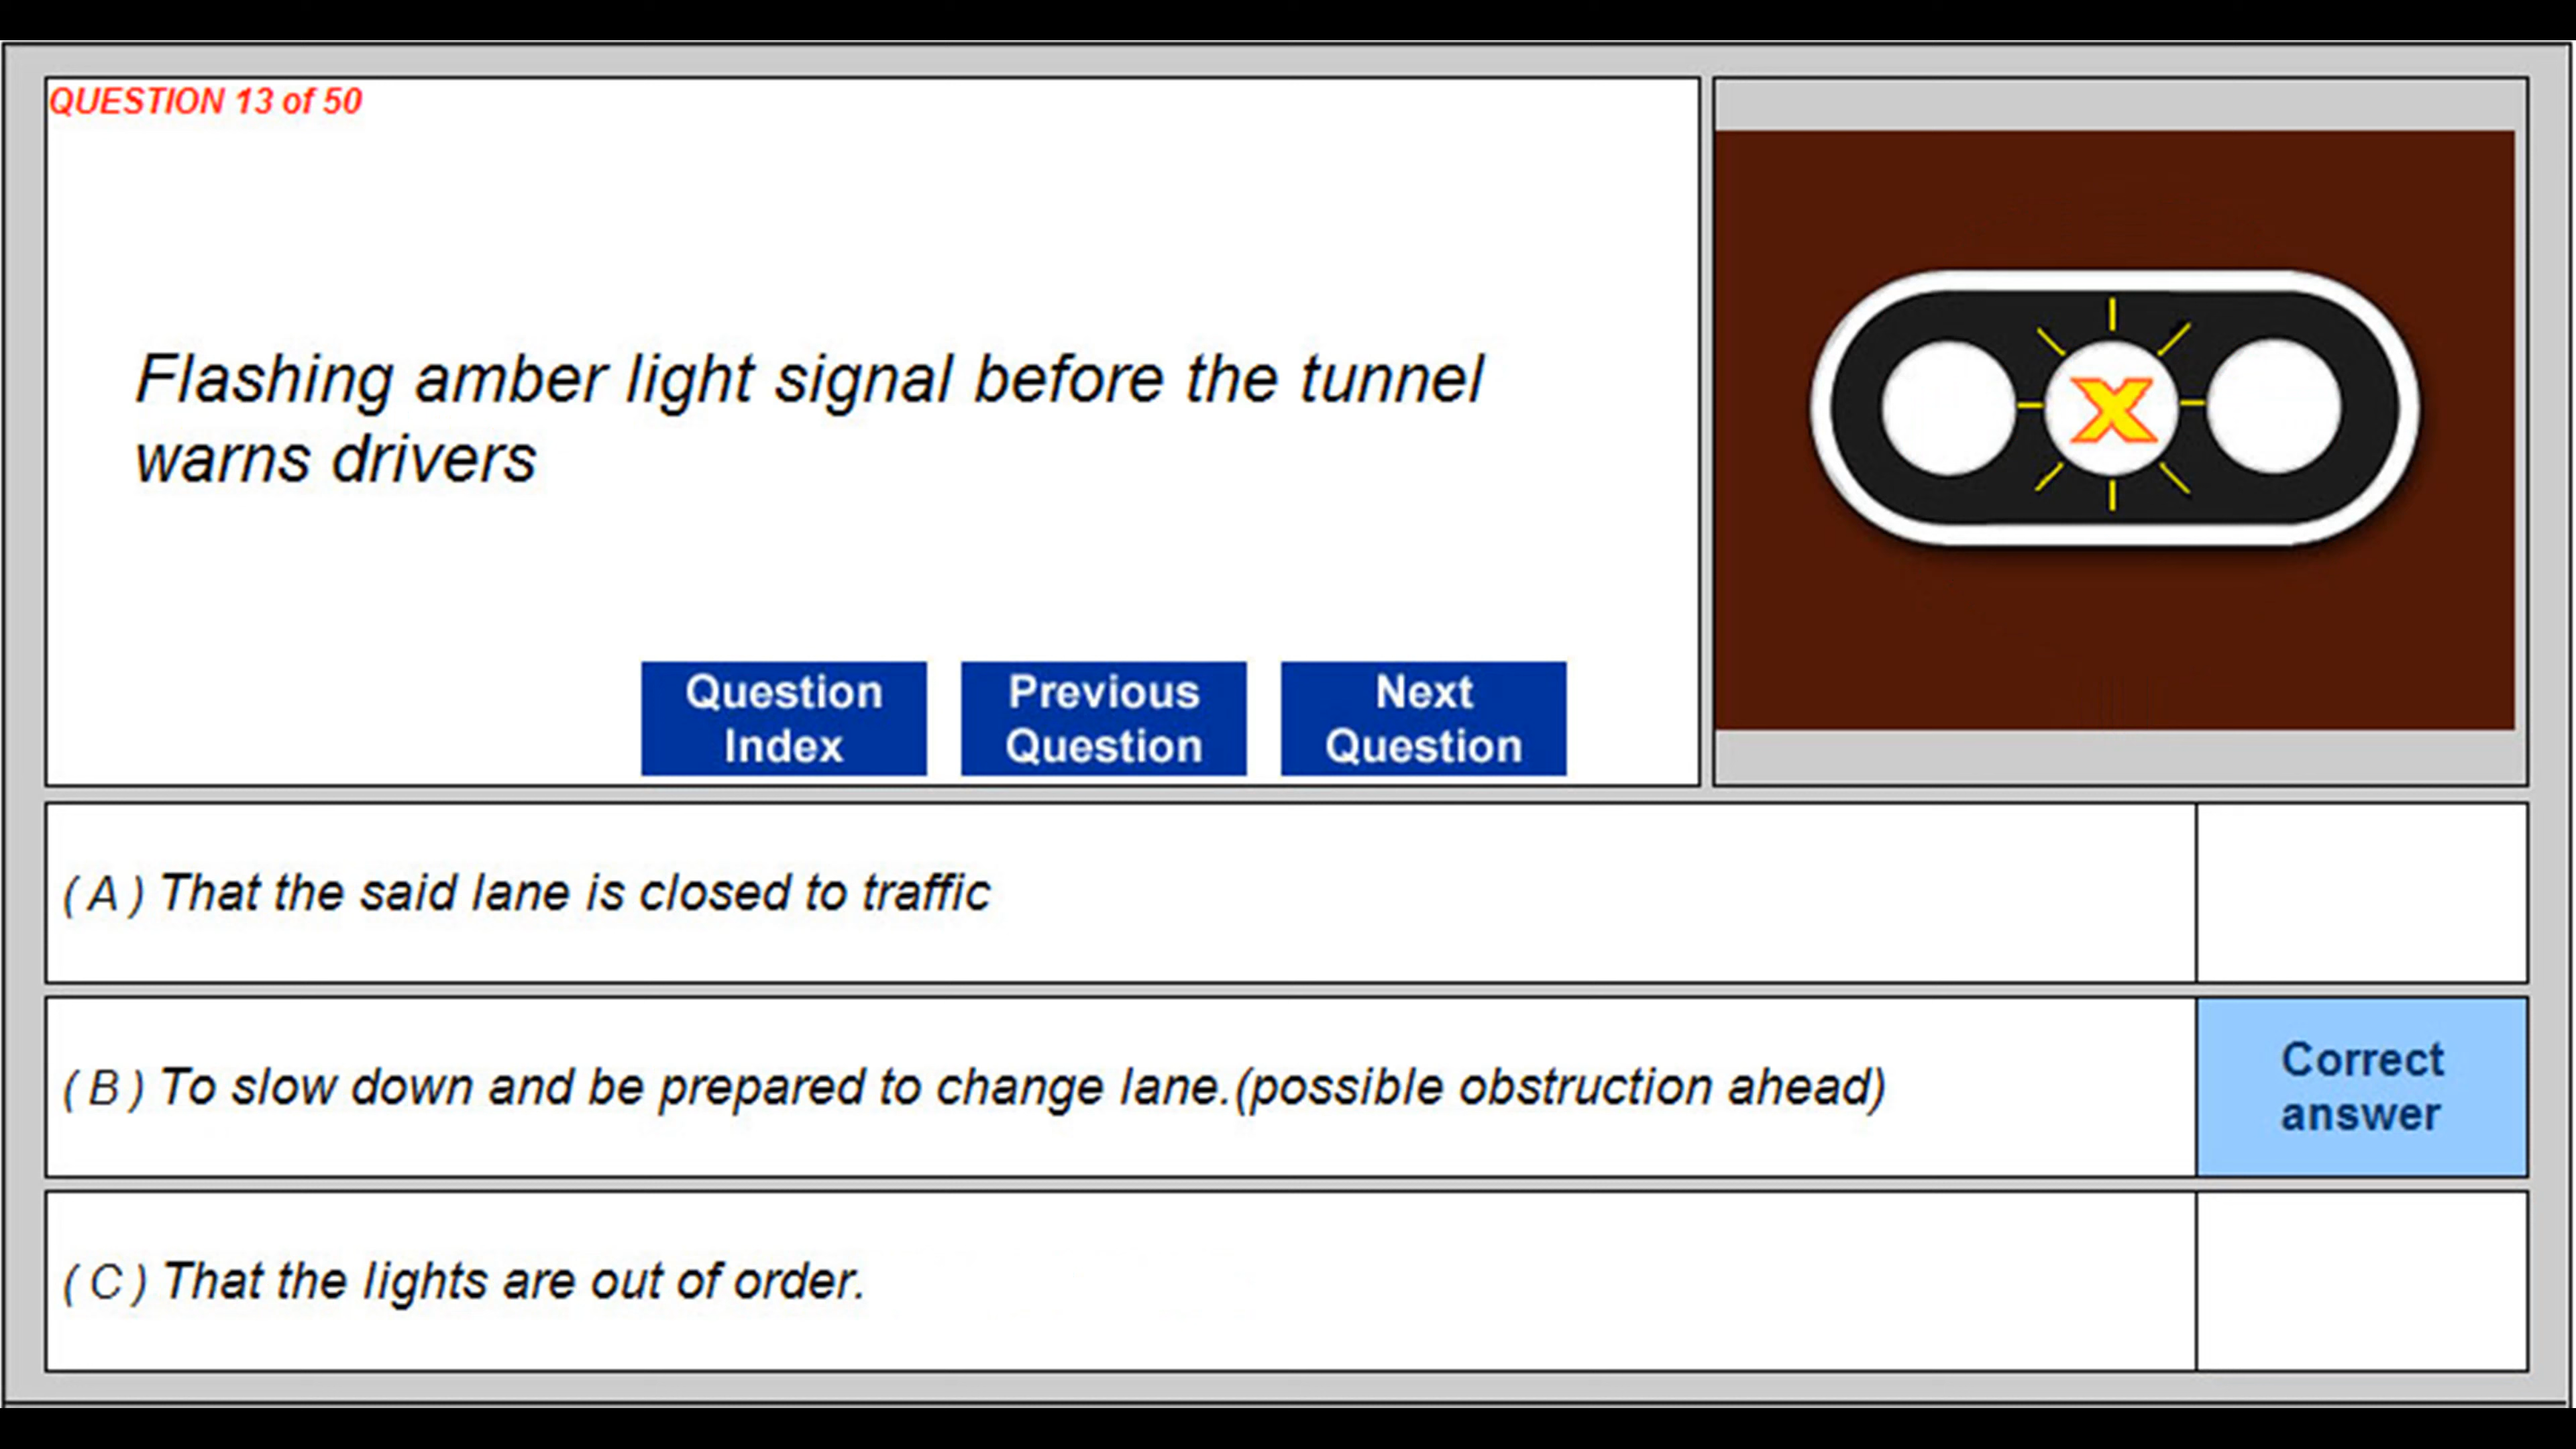 QUESTION 13 of 50
Flashing amber light signal before the tunnel
warns drivers
Question
Index
Previous
Question
Next
Question
X
( A ) That the said lane is closed to traffic
( B ) To slow down and be prepared to change lane.(possible obstruction ahead)
Correct
answer
( C ) That the lights are out of order.